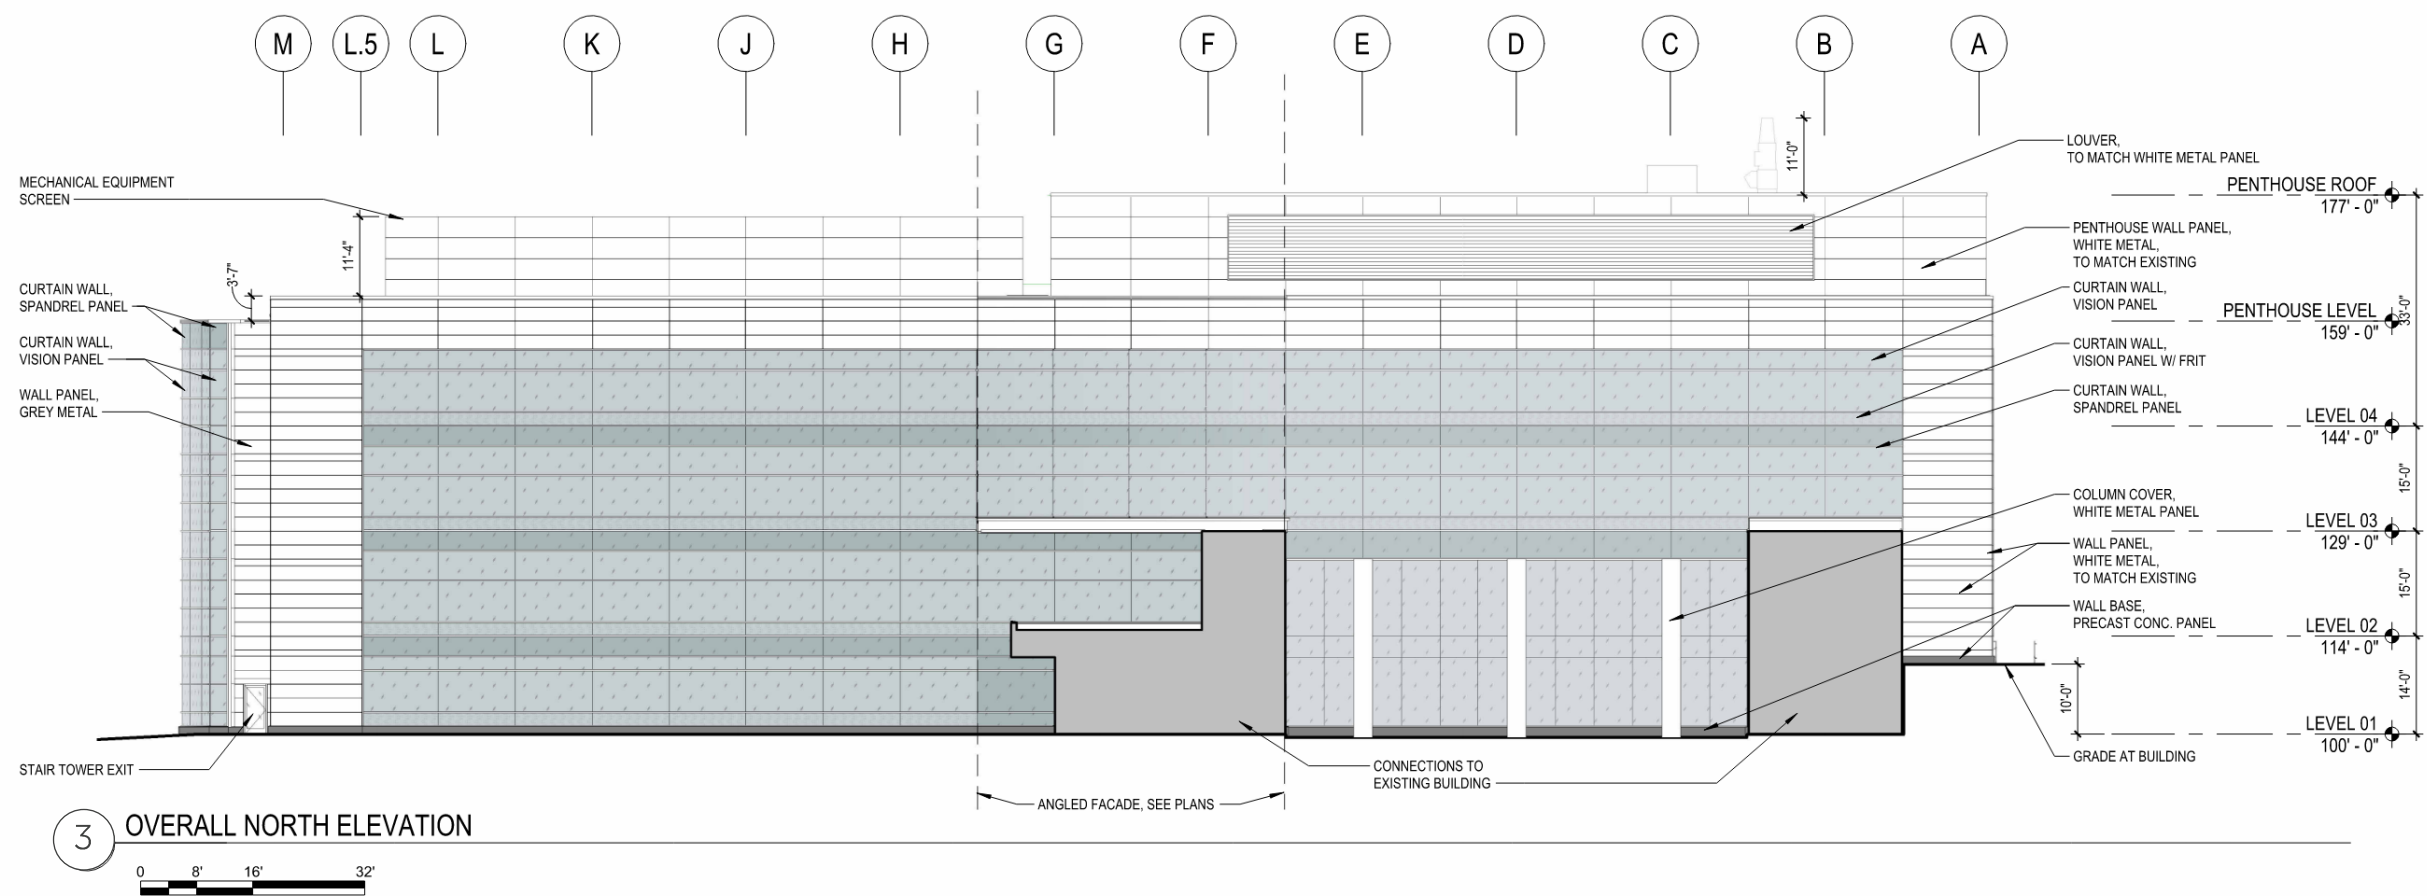 M
L.5
L
K
J
H
G
F
E
D
C
B
A
MECHANICAL EQUIPMENT
SCREEN
11'-4"
3'-7"
CURTAIN WALL,
SPANDREL PANEL
CURTAIN WALL,
VISION PANEL
WALL PANEL,
GREY METAL
STAIR TOWER EXIT
11'-0"
LOUVER,
TO MATCH WHITE METAL PANEL
PENTHOUSE WALL PANEL,
WHITE METAL,
TO MATCH EXISTING
CURTAIN WALL,
VISION PANEL
CURTAIN WALL,
VISION PANEL W/ FRIT
CURTAIN WALL,
SPANDREL PANEL
COLUMN COVER,
WHITE METAL PANEL
WALL PANEL,
WHITE METAL,
TO MATCH EXISTING
WALL BASE,
PRECAST CONC. PANEL
10'-0"
GRADE AT BUILDING
PENTHOUSE ROOF
177' - 0"
PENTHOUSE LEVEL
159' - 0"
33'-0"
LEVEL 04
144' - 0"
15'-0"
LEVEL 03
129' - 0"
15'-0"
LEVEL 02
114' - 0"
14'-0"
LEVEL 01
100' - 0"
CONNECTIONS TO
EXISTING BUILDING
ANGLED FACADE, SEE PLANS
3
OVERALL NORTH ELEVATION
0 8' 16' 32'